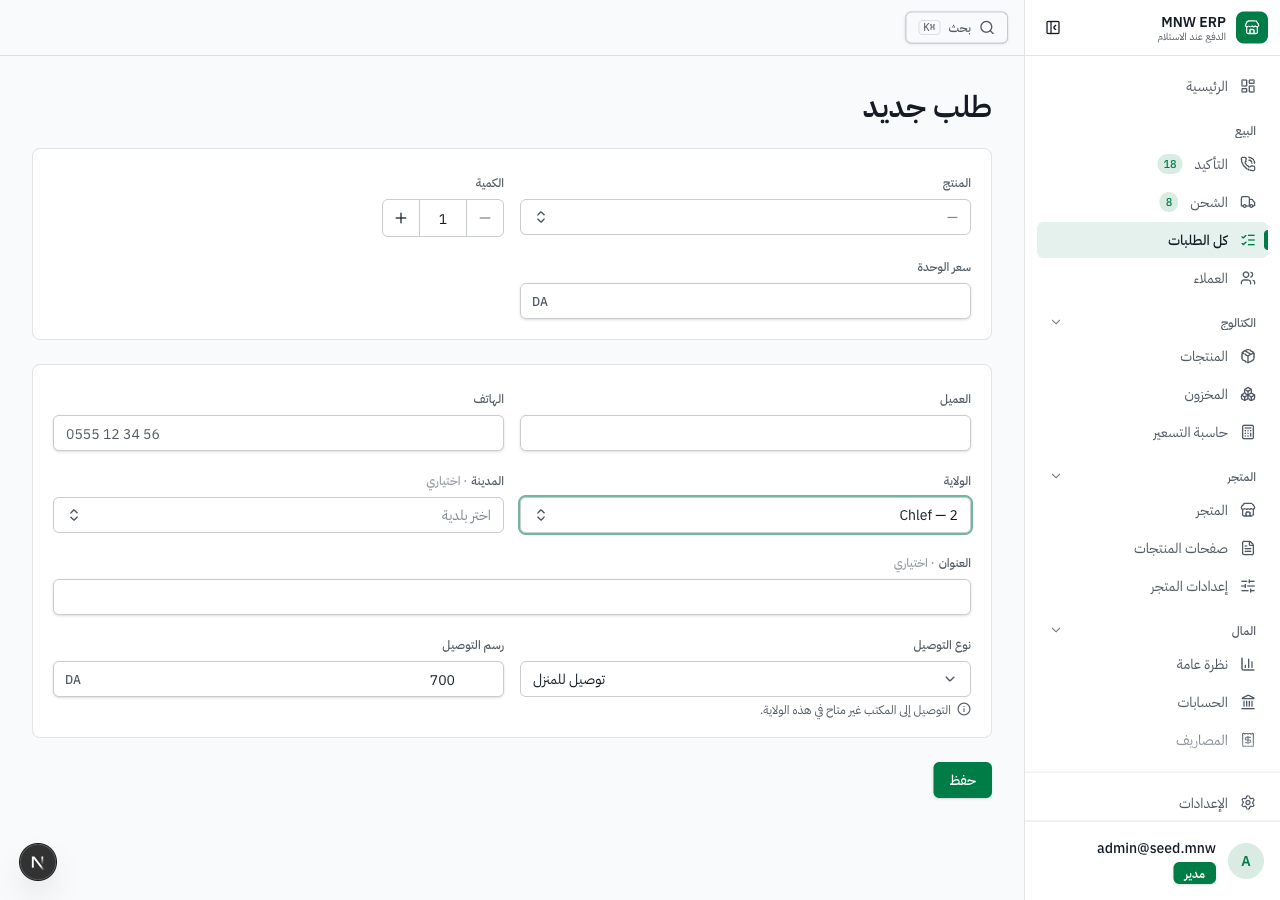 MNW ERP
الدفع عند الاستلام
بحث ⌘K
الرئيسية
البيع
التأكيد 18
الشحن 8
كل الطلبات
العملاء
الكتالوج
المنتجات
المخزون
حاسبة التسعير
المتجر
المتجر
صفحات المنتجات
إعدادات المتجر
المال
نظرة عامة
الحسابات
المصاريف
الإعدادات
A
admin@seed.mnw
مدير
طلب جديد
المنتج
—
الكمية
− 1 +
سعر الوحدة
DA
العميل
الهاتف
0555 12 34 56
الولاية
2 — Chlef
المدينة · اختياري
اختر بلدية
العنوان · اختياري
نوع التوصيل
توصيل للمنزل
التوصيل إلى المكتب غير متاح في هذه الولاية.
رسم التوصيل
700 DA
حفظ
N